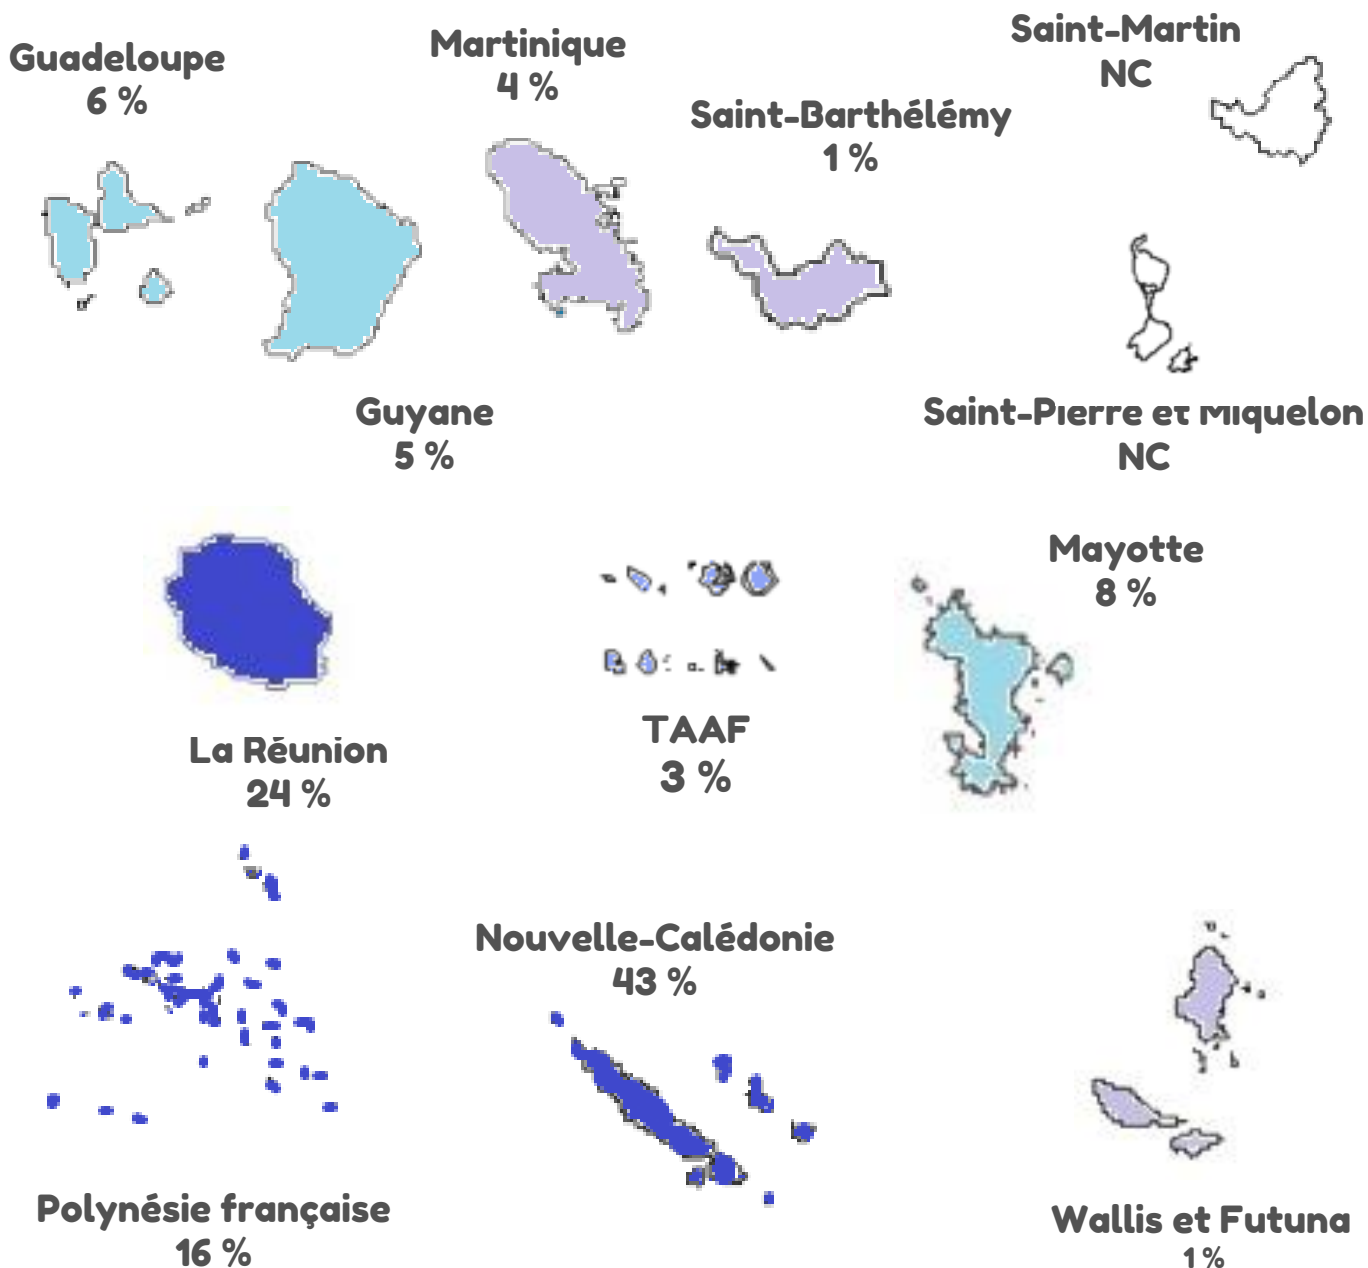 Guadeloupe
6 %
Martinique
4 %
Saint-Martin
NC
Saint-Barthélémy
1 %
Guyane
5 %
Saint-Pierre et Miquelon
NC
La Réunion
24 %
TAAF
3 %
Mayotte
8 %
Polynésie française
16 %
Nouvelle-Calédonie
43 %
Wallis et Futuna
1 %